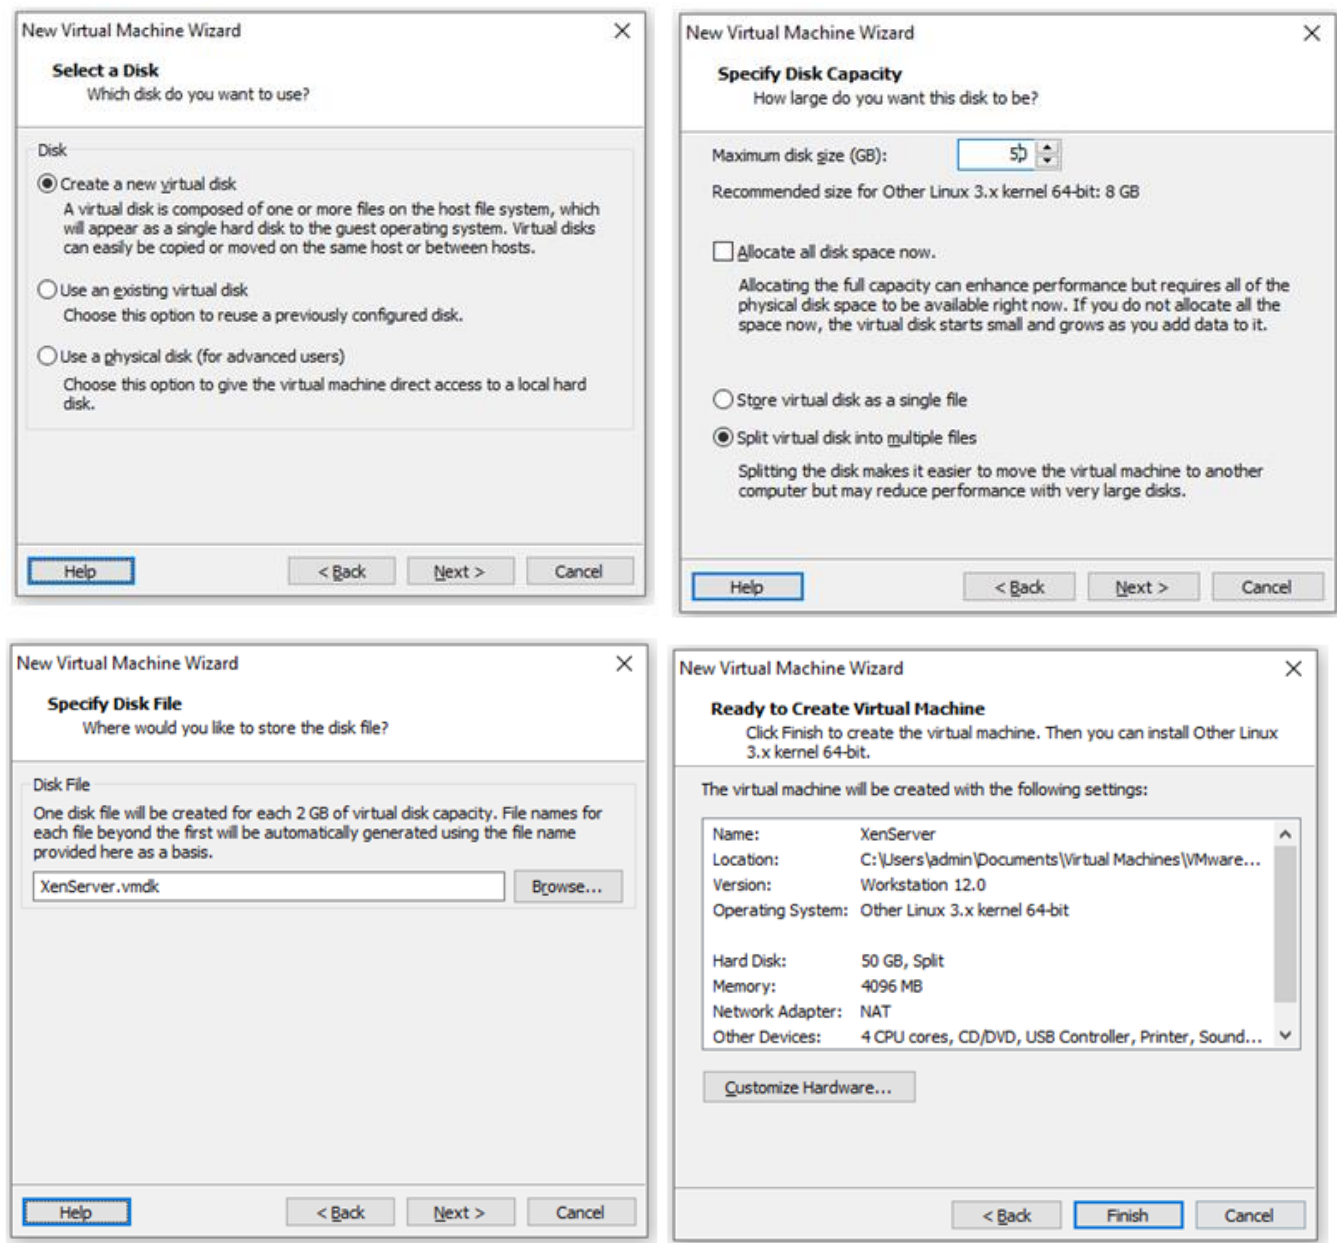 New Virtual Machine Wizard
Select a Disk
Which disk do you want to use?
Disk
Create a new virtual disk
A virtual disk is composed of one or more files on the host file system, which
will appear as a single hard disk to the guest operating system. Virtual disks
can easily be copied or moved on the same host or between hosts.
Use an existing virtual disk
Choose this option to reuse a previously configured disk.
Use a physical disk (for advanced users)
Choose this option to give the virtual machine direct access to a local hard
disk.
Help
< Back
Next >
Cancel
New Virtual Machine Wizard
Specify Disk Capacity
How large do you want this disk to be?
Maximum disk size (GB): 50
Recommended size for Other Linux 3.x kernel 64-bit: 8 GB
Allocate all disk space now.
Allocating the full capacity can enhance performance but requires all of the
physical disk space to be available right now. If you do not allocate all the
space now, the virtual disk starts small and grows as you add data to it.
Store virtual disk as a single file
Split virtual disk into multiple files
Splitting the disk makes it easier to move the virtual machine to another
computer but may reduce performance with very large disks.
Help
< Back
Next >
Cancel
New Virtual Machine Wizard
Specify Disk File
Where would you like to store the disk file?
Disk File
One disk file will be created for each 2 GB of virtual disk capacity. File names for
each file beyond the first will be automatically generated using the file name
provided here as a basis.
XenServer.vmdk
Browse...
Help
< Back
Next >
Cancel
New Virtual Machine Wizard
Ready to Create Virtual Machine
Click Finish to create the virtual machine. Then you can install Other Linux
3.x kernel 64-bit.
The virtual machine will be created with the following settings:
Name: XenServer
Location: C:\Users\admin\Documents\Virtual Machines\VMware...
Version: Workstation 12.0
Operating System: Other Linux 3.x kernel 64-bit
Hard Disk: 50 GB, Split
Memory: 4096 MB
Network Adapter: NAT
Other Devices: 4 CPU cores, CD/DVD, USB Controller, Printer, Sound...
Customize Hardware...
< Back
Finish
Cancel